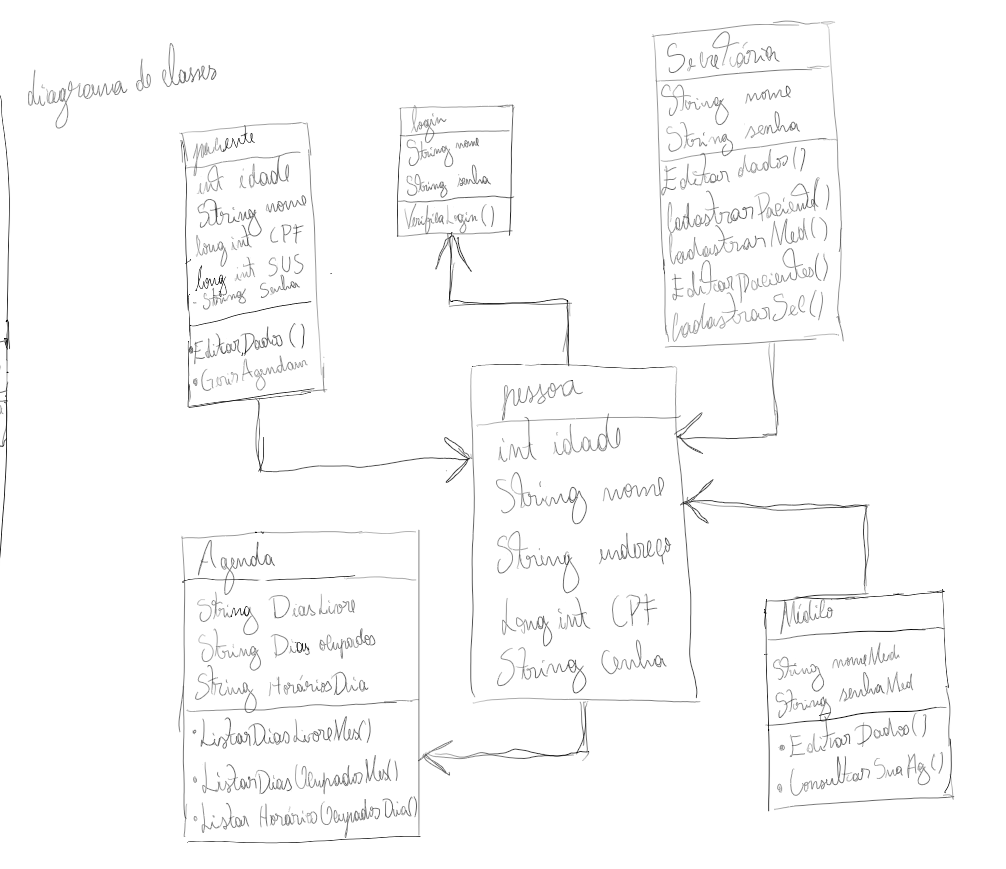 diagrama de classes
paciente
int idade
String nome
long int CPF
long int SUS
- String Senha
• Editar Dados ()
•
login
String nome
String senha
Verifica Login ()
Secretária
String nome
String senha
Editar dados ()
Cadastrar Paciente()
Cadastrar Med ()
Editar pacientes()
Cadastrar Sec()
pessoa
int idade
String nome
String endereço
Long int CPF
String Cenha
Agenda
String Dias Livre
String Dias ocupados
String Horários Dia
• Listar Dias Livre Mes()
• Listar Dias Ocupados Mes()
• Listar Horários Ocupados Dia()
Médico
String nomeMed
String senhaMed
• Editar Dados()
• Consultar Sua Ag()